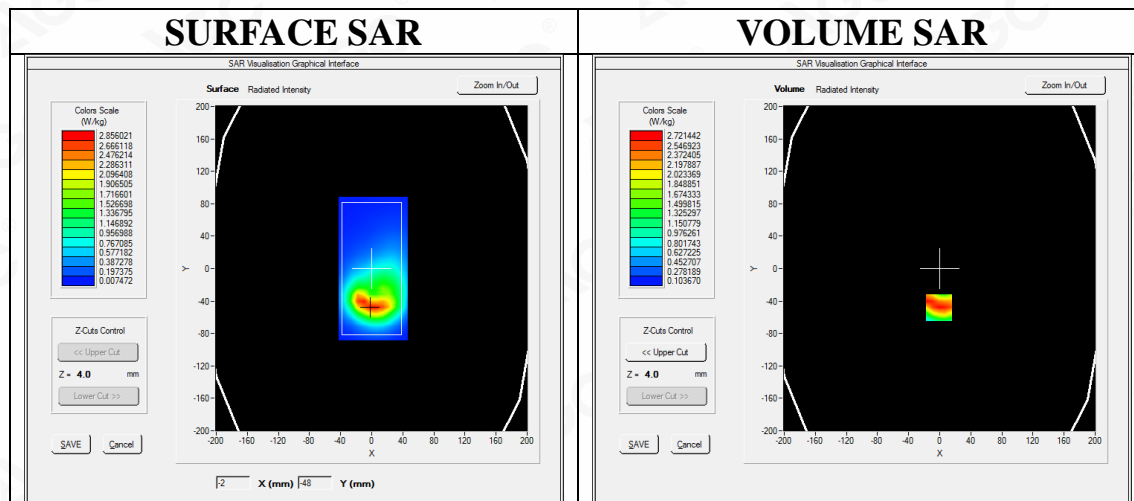 SURFACE SAR
SAR Visualisation Graphical Interface
Surface Radiated Intensity
Zoom In/Out
Colors Scale
(W/kg)
2.856021
2.666118
2.476214
2.286311
2.096408
1.906505
1.716601
1.526698
1.336795
1.146892
0.956988
0.767085
0.577182
0.387278
0.197375
0.007472
Z-Cuts Control
<< Upper Cut
Z = 4.0 mm
Lower Cut >>
SAVE Cancel
200
160
120
80
40
0
-40
-80
-120
-160
-200
Y
-200 -160 -120 -80 -40 0 40 80 120 160 200
X
-2 X (mm) -48 Y (mm)
VOLUME SAR
SAR Visualisation Graphical Interface
Volume Radiated Intensity
Zoom In/Out
Colors Scale
(W/kg)
2.721442
2.546923
2.372405
2.197887
2.023369
1.848851
1.674333
1.499815
1.325297
1.150779
0.976261
0.801743
0.627225
0.452707
0.278189
0.103670
Z-Cuts Control
<< Upper Cut
Z = 4.0 mm
Lower Cut >>
SAVE Cancel
200
160
120
80
40
0
-40
-80
-120
-160
-200
Y
-200 -160 -120 -80 -40 0 40 80 120 160 200
X